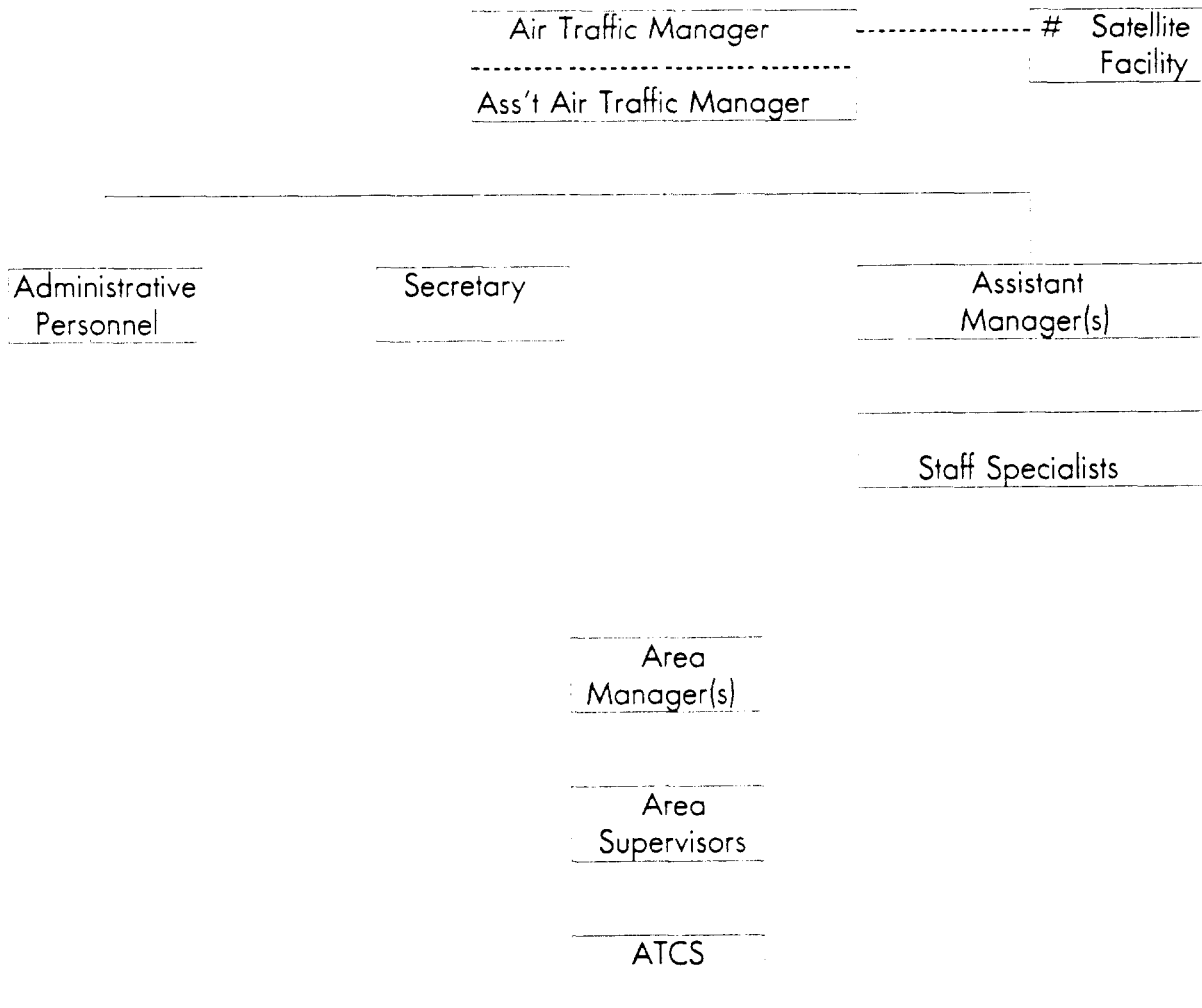 Air Traffic Manager
# Satellite
Facility
Ass't Air Traffic Manager
Administrative
Personnel
Secretary
Assistant
Manager(s)
Staff Specialists
Area
Manager(s)
Area
Supervisors
ATCS